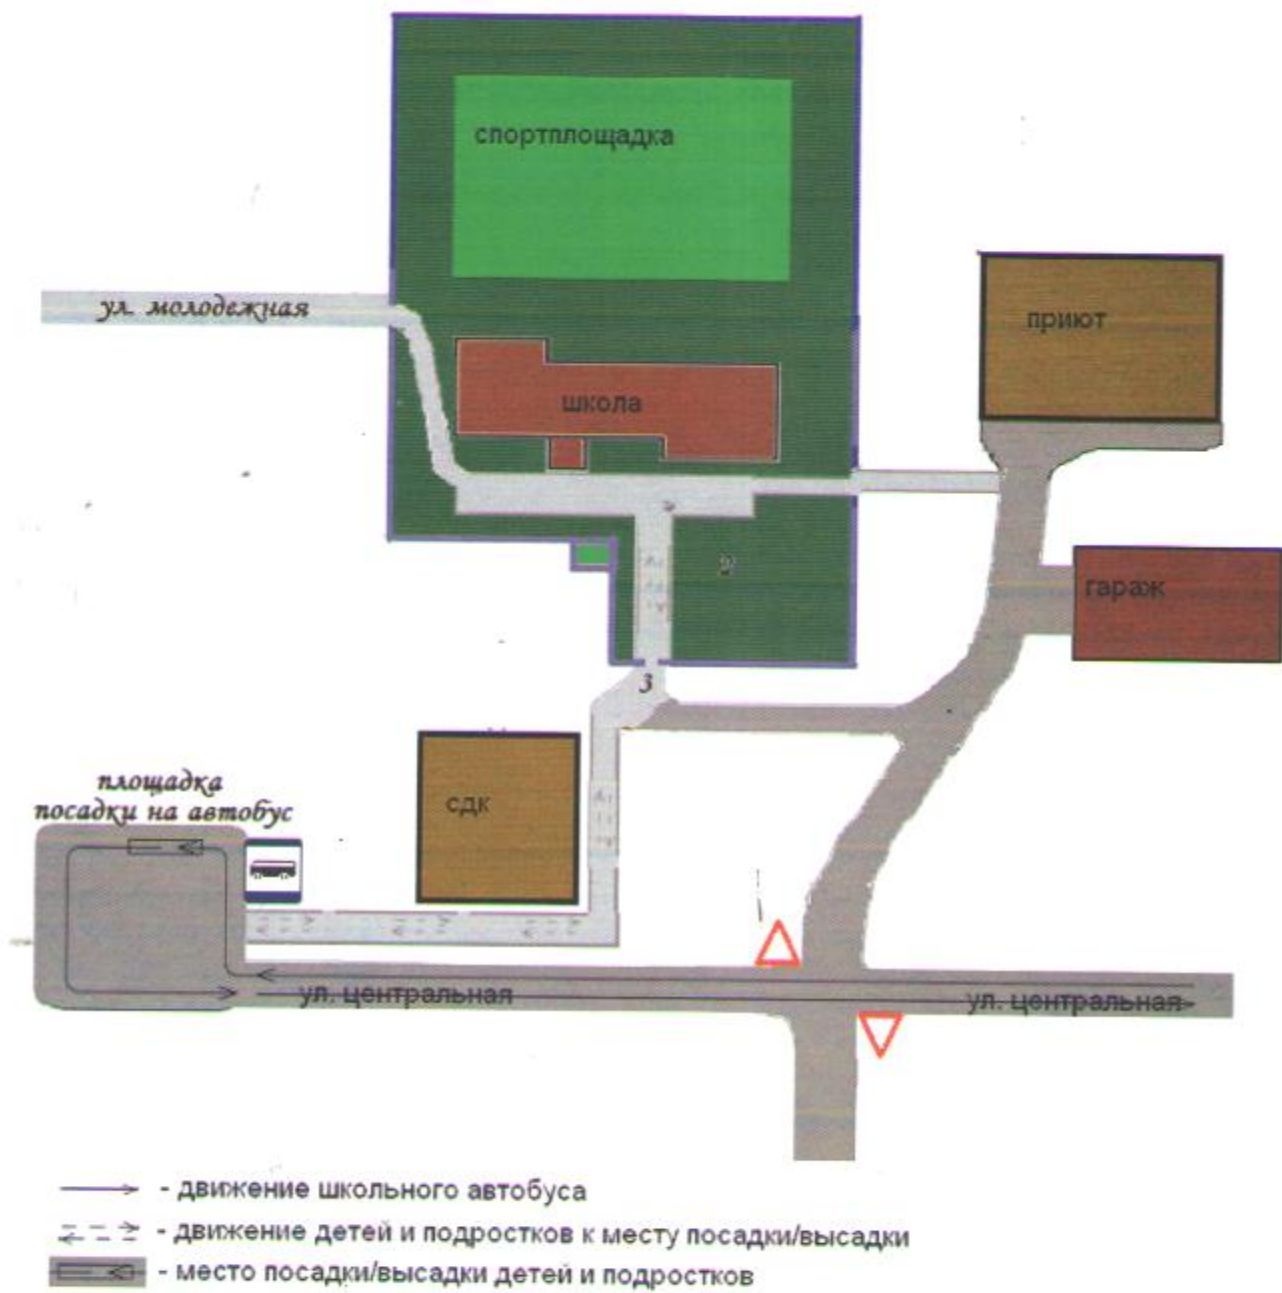 спортплощадка
ул. молодежная
приют
школа
2
гараж
3
площадка
посадки на автобус
сдк
ул. центральная
ул. центральная
- движение школьного автобуса
- движение детей и подростков к месту посадки/высадки
- место посадки/высадки детей и подростков